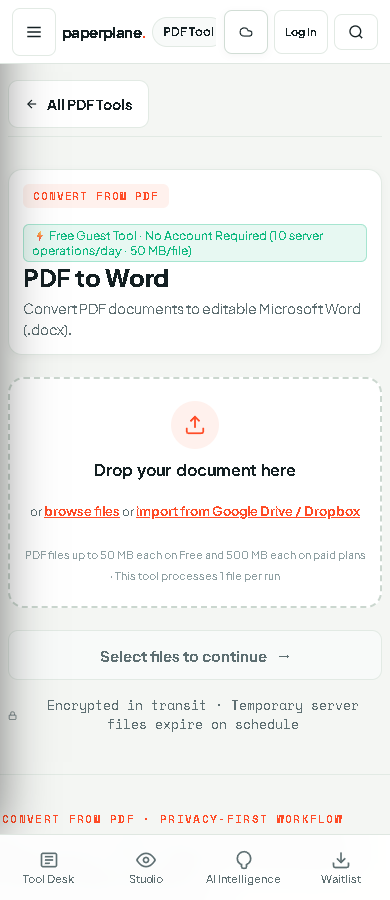 paperplane.
PDF Tool
Log In
All PDF Tools
CONVERT FROM PDF
Free Guest Tool · No Account Required (10 server
operations/day · 50 MB/file)
PDF to Word
Convert PDF documents to editable Microsoft Word
(.docx).
Drop your document here
or browse files or import from Google Drive / Dropbox
PDF files up to 50 MB each on Free and 500 MB each on paid plans
· This tool processes 1 file per run
Select files to continue →
Encrypted in transit · Temporary server
files expire on schedule
CONVERT FROM PDF · PRIVACY-FIRST WORKFLOW
Tool Desk
Studio
AI Intelligence
Waitlist